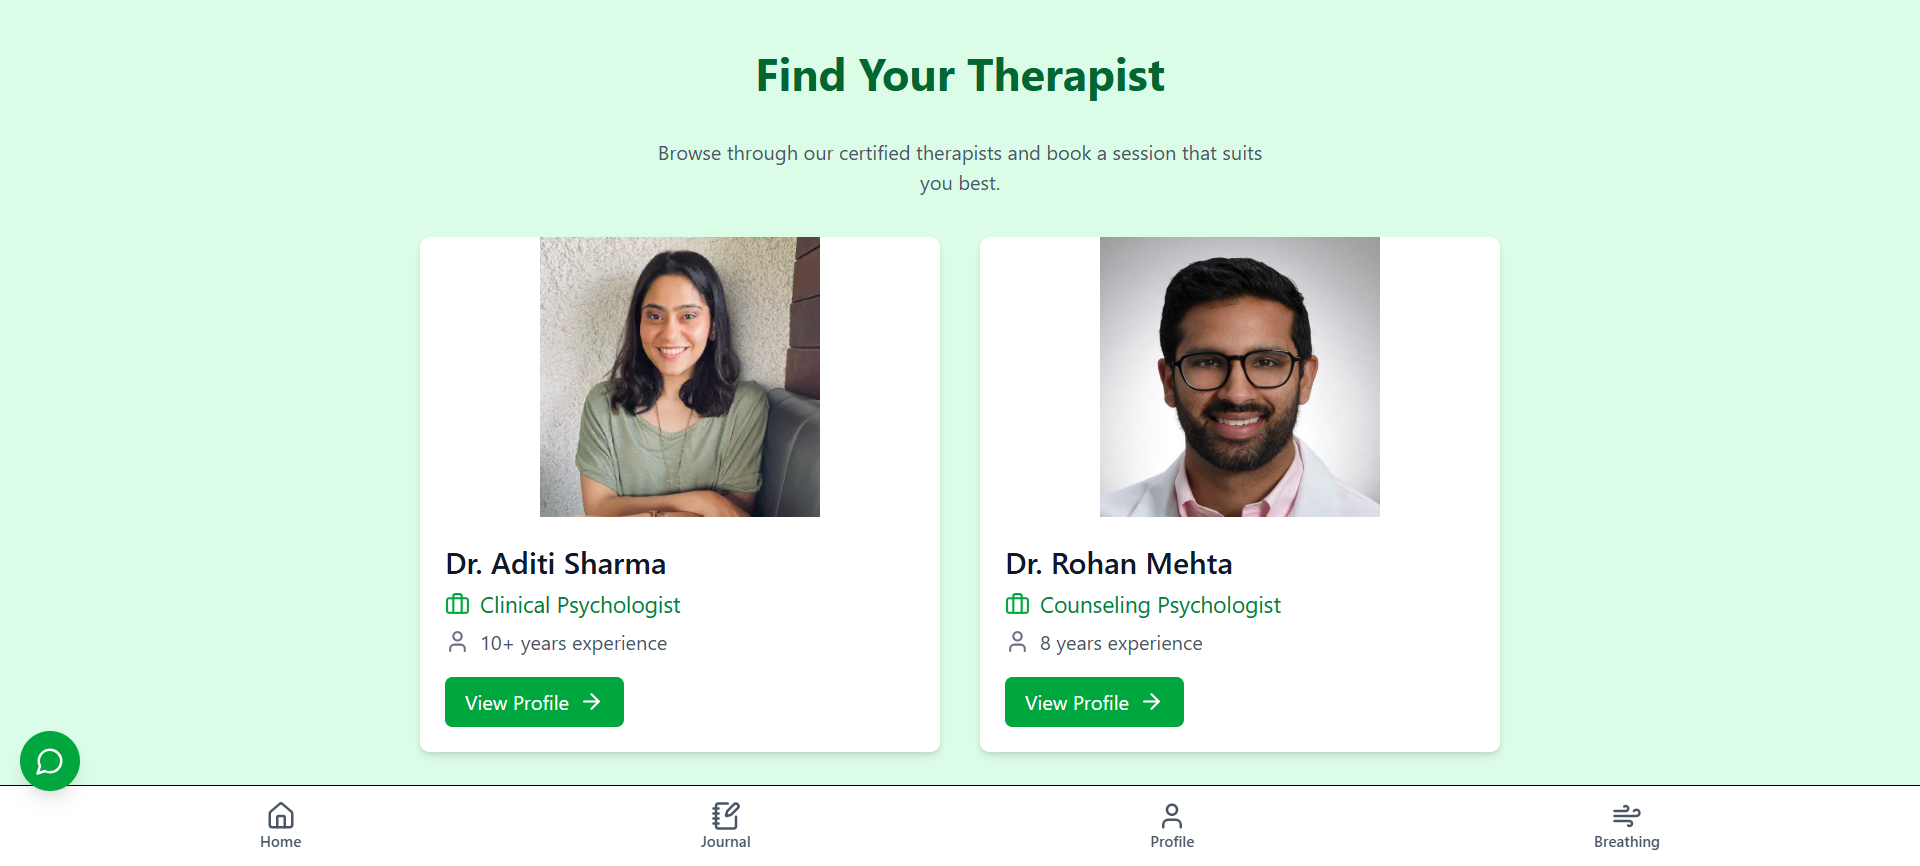 Find Your Therapist
Browse through our certified therapists and book a session that suits
you best.
Dr. Aditi Sharma
Clinical Psychologist
10+ years experience
View Profile
Dr. Rohan Mehta
Counseling Psychologist
8 years experience
View Profile
Home
Journal
Profile
Breathing